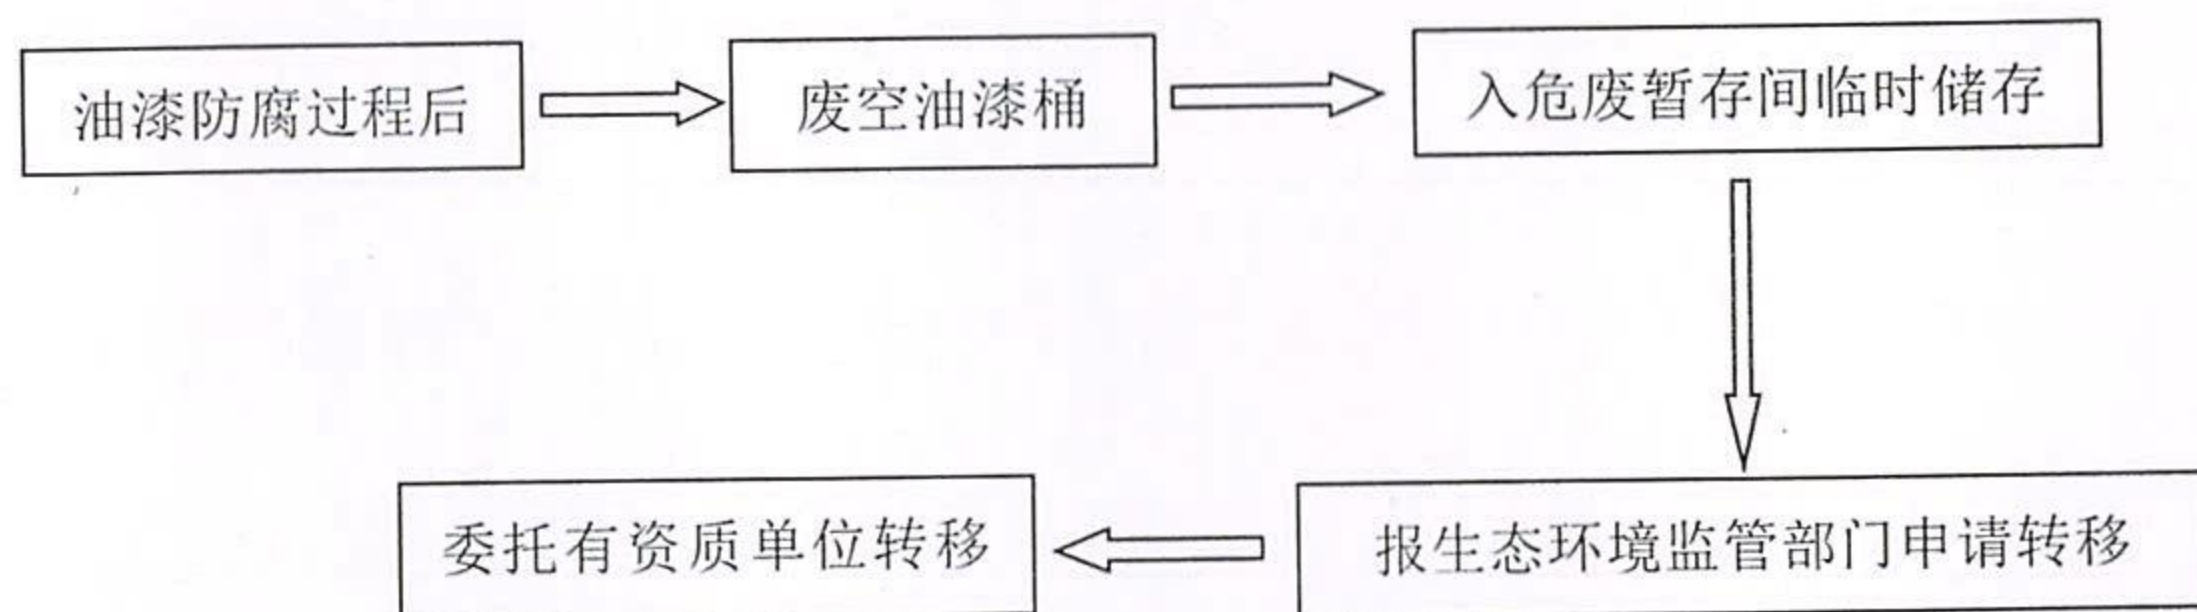 油漆防腐过程后
废空油漆桶
入危废暂存间临时储存
报生态环境监管部门申请转移
委托有资质单位转移